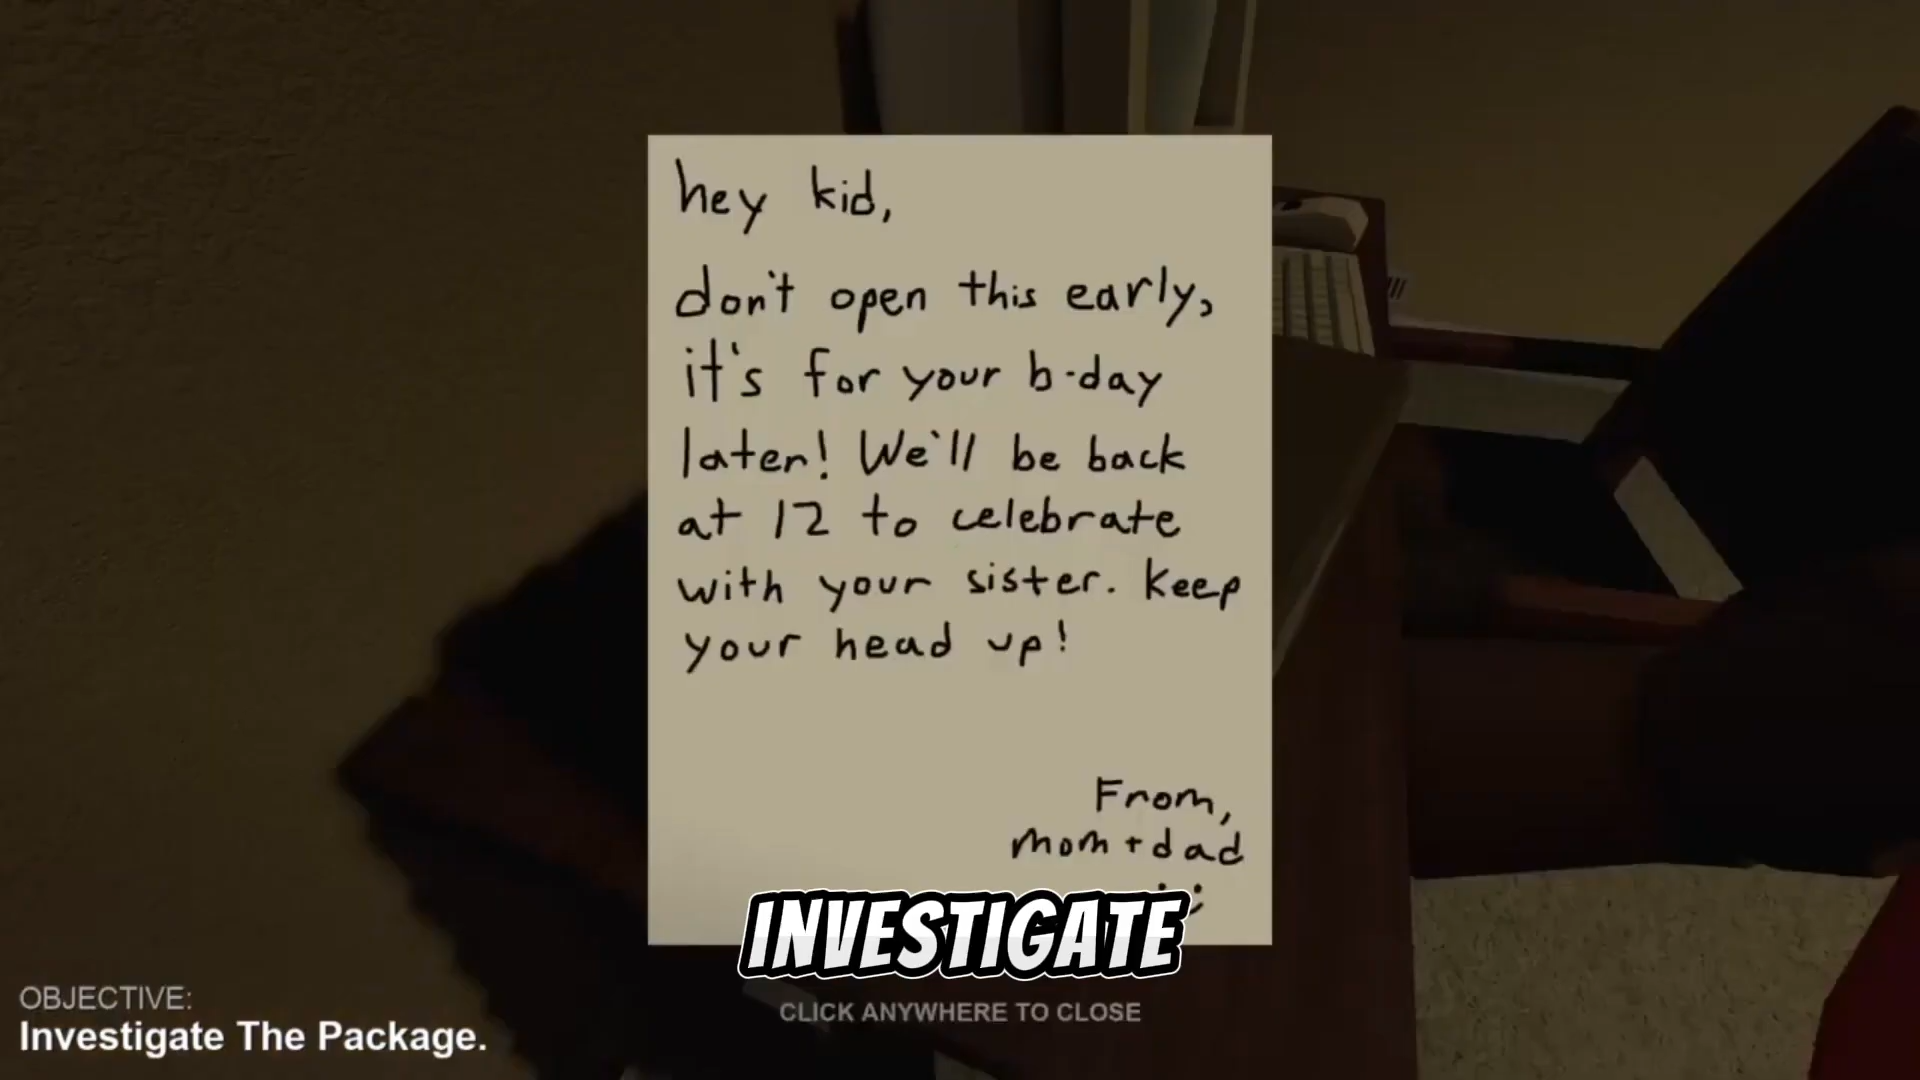 hey kid,
don't open this early,
it's for your b-day
later! We'll be back
at 12 to celebrate
with your sister. Keep
your head up!
From,
mom + dad
:)
INVESTIGATE
CLICK ANYWHERE TO CLOSE
OBJECTIVE:
Investigate The Package.